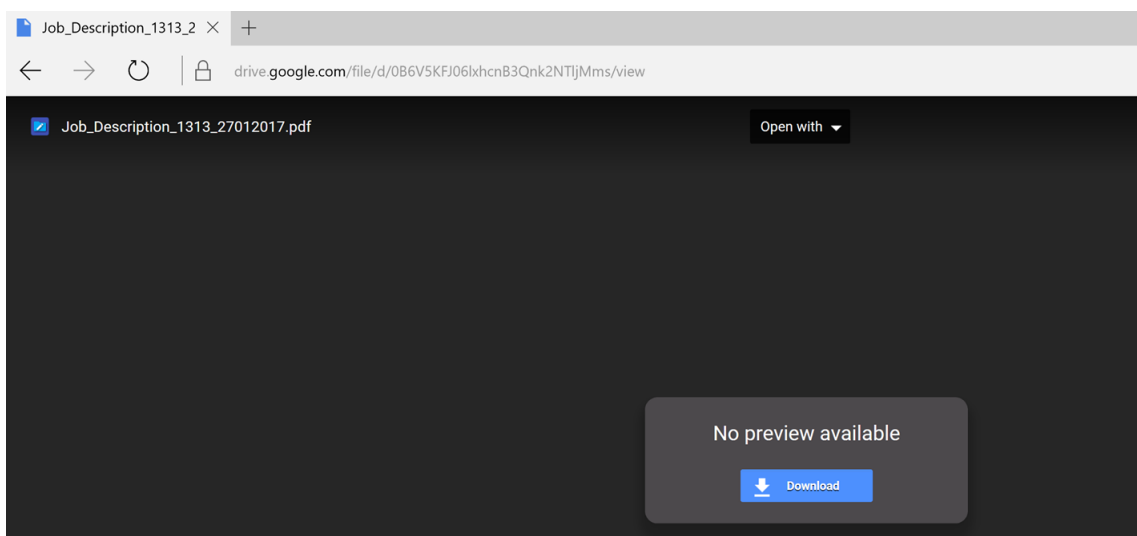 Job_Description_1313_2
drive.google.com/file/d/0B6V5KFJ06lxhcnB3Qnk2NTljMms/view
Job_Description_1313_27012017.pdf
Open with
No preview available
Download